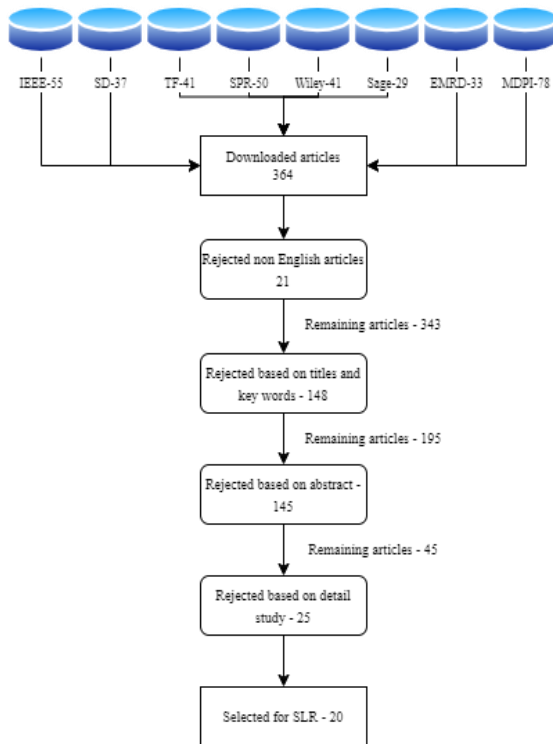 IEEE-55 SD-37 TF-41 SPR-50 Wiley-41 Sage-29 EMRD-33 MDPI-78
Downloaded articles
364
Rejected non English articles
21
Remaining articles - 343
Rejected based on titles and
key words - 148
Remaining articles - 195
Rejected based on abstract -
145
Remaining articles - 45
Rejected based on detail
study - 25
Selected for SLR - 20